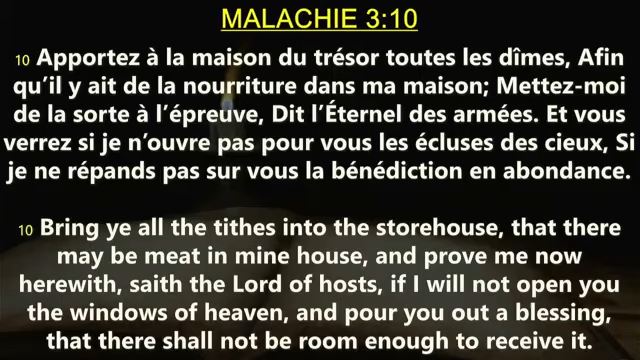 MALACHIE 3:10
10 Apportez à la maison du trésor toutes les dîmes, Afin
qu'il y ait de la nourriture dans ma maison; Mettez-moi
de la sorte à l'épreuve, Dit l'Éternel des armées. Et vous
verrez si je n'ouvre pas pour vous les écluses des cieux, Si
je ne répands pas sur vous la bénédiction en abondance.
10 Bring ye all the tithes into the storehouse, that there
may be meat in mine house, and prove me now
herewith, saith the Lord of hosts, if I will not open you
the windows of heaven, and pour you out a blessing,
that there shall not be room enough to receive it.